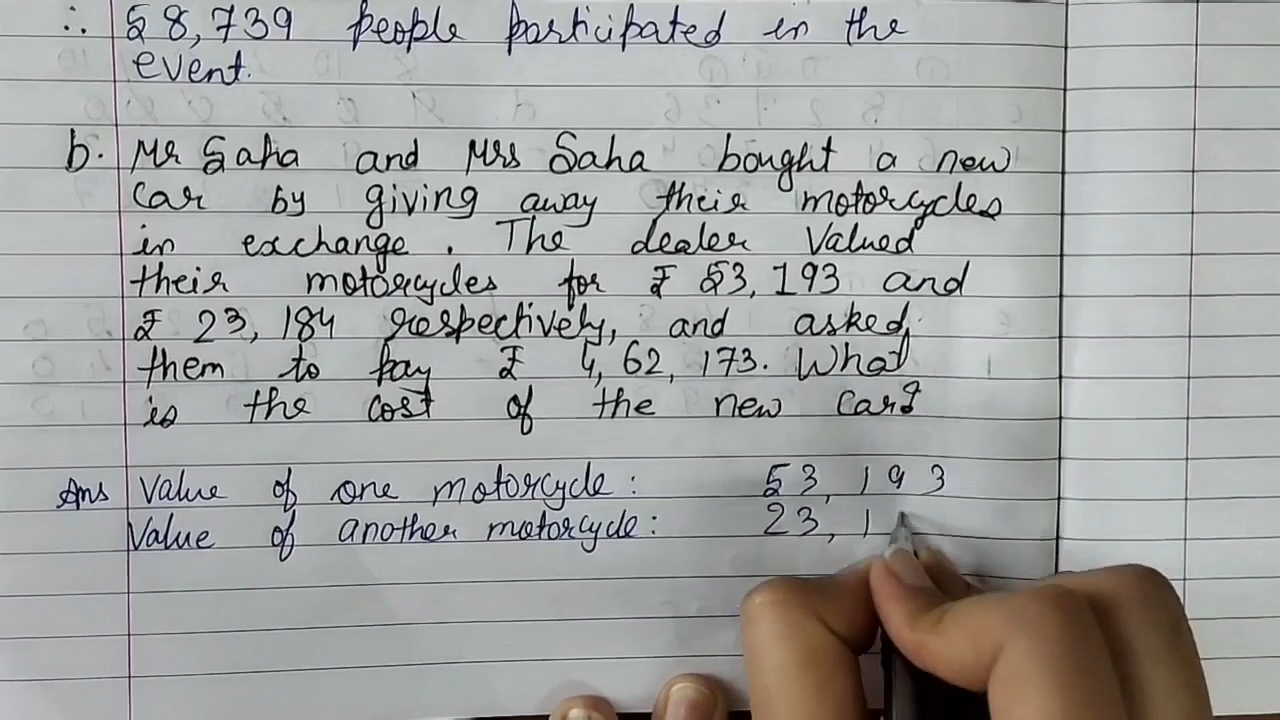 ∴ 58,739 people participated in the
event.
b. Mr Saha and Mrs Saha bought a new
car by giving away their motorcycles
in exchange. The dealer valued
their motorcycles for ₹ 53,193 and
₹ 23,184 respectively, and asked
them to pay ₹ 4,62,173. What
is the cost of the new car?
Ans Value of one motorcycle: 53,193
Value of another motorcycle: 23,1